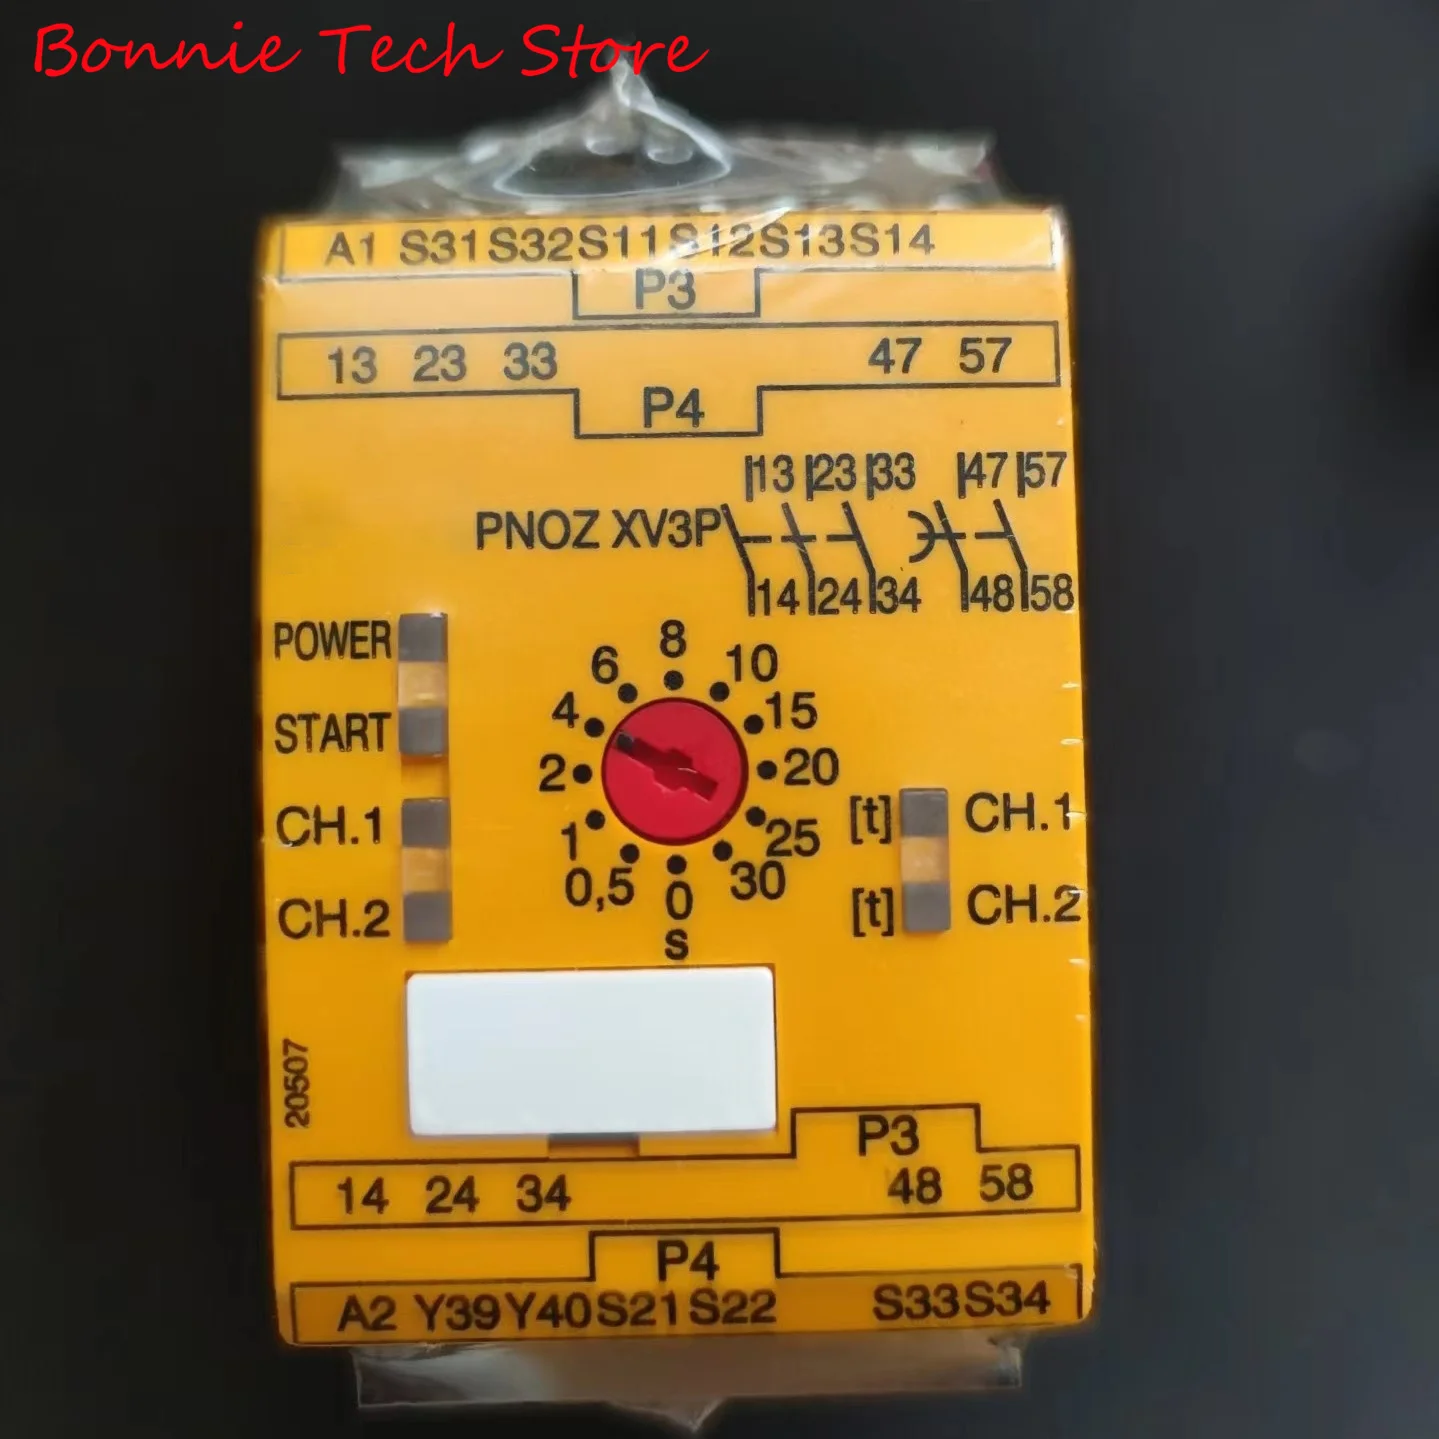 Bonnie Tech Store
A1 S31 S32 S11 S12 S13 S14
P3
13 23 33 47 57
P4
13 23 33 47 57
PNOZ XV3P
14 24 34 48 58
POWER
START
CH.1
CH.2
8
6 10
4 15
2 20
1 25
0,5 30
0
s
[t] CH.1
[t] CH.2
20507
P3
14 24 34 48 58
P4
A2 Y39 Y40 S21 S22 S33 S34